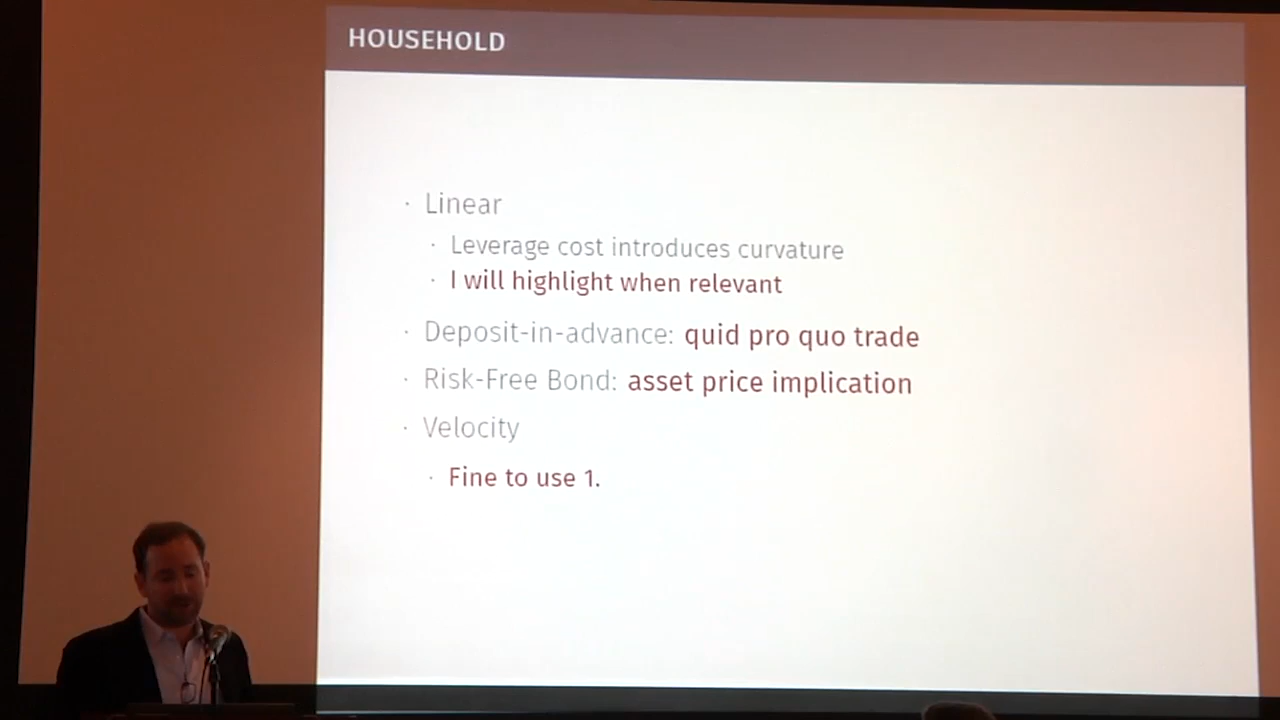 HOUSEHOLD
· Linear
· Leverage cost introduces curvature
· I will highlight when relevant
· Deposit-in-advance: quid pro quo trade
· Risk-Free Bond: asset price implication
· Velocity
· Fine to use 1.